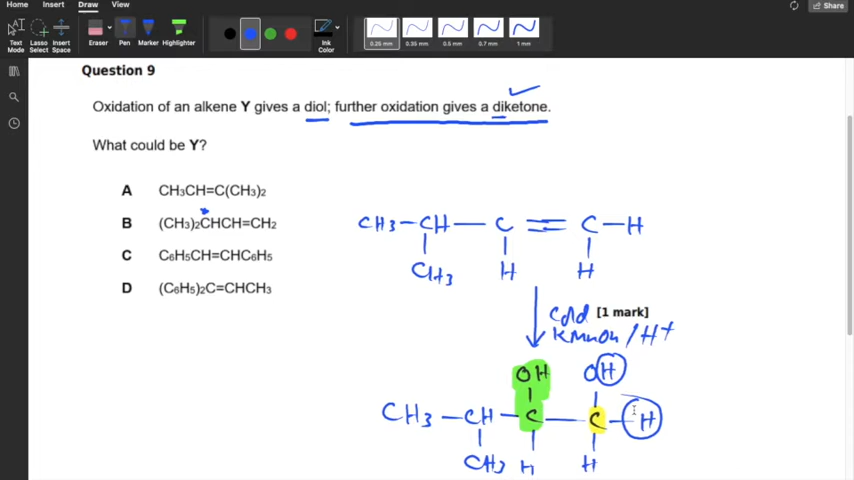 Home Insert Draw View
Share
Text Mode
Lasso Select
Insert Space
Eraser
Pen
Marker
Highlighter
Ink Color
0.25 mm
0.35 mm
0.5 mm
0.7 mm
1 mm
Question 9
Oxidation of an alkene Y gives a diol; further oxidation gives a diketone.
What could be Y?
A CH3CH=C(CH3)2
B (CH3)2CHCH=CH2
C C6H5CH=CHC6H5
D (C6H5)2C=CHCH3
CH3-CH-C=C-H
CH3 H H
cold [1 mark]
KMnO4/H+
OH OH
CH3-CH-C-C-H
CH3 H H